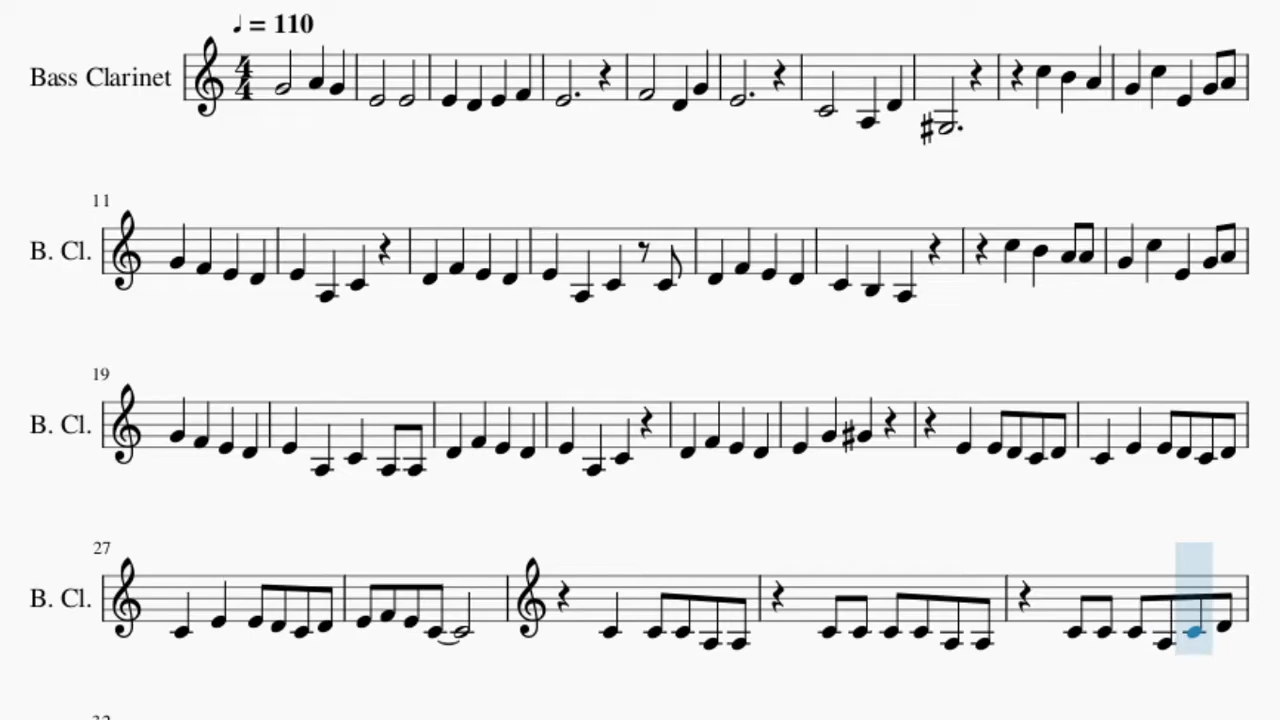 ♩ = 110
Bass Clarinet
4
4
11
B. Cl.
19
B. Cl.
27
B. Cl.